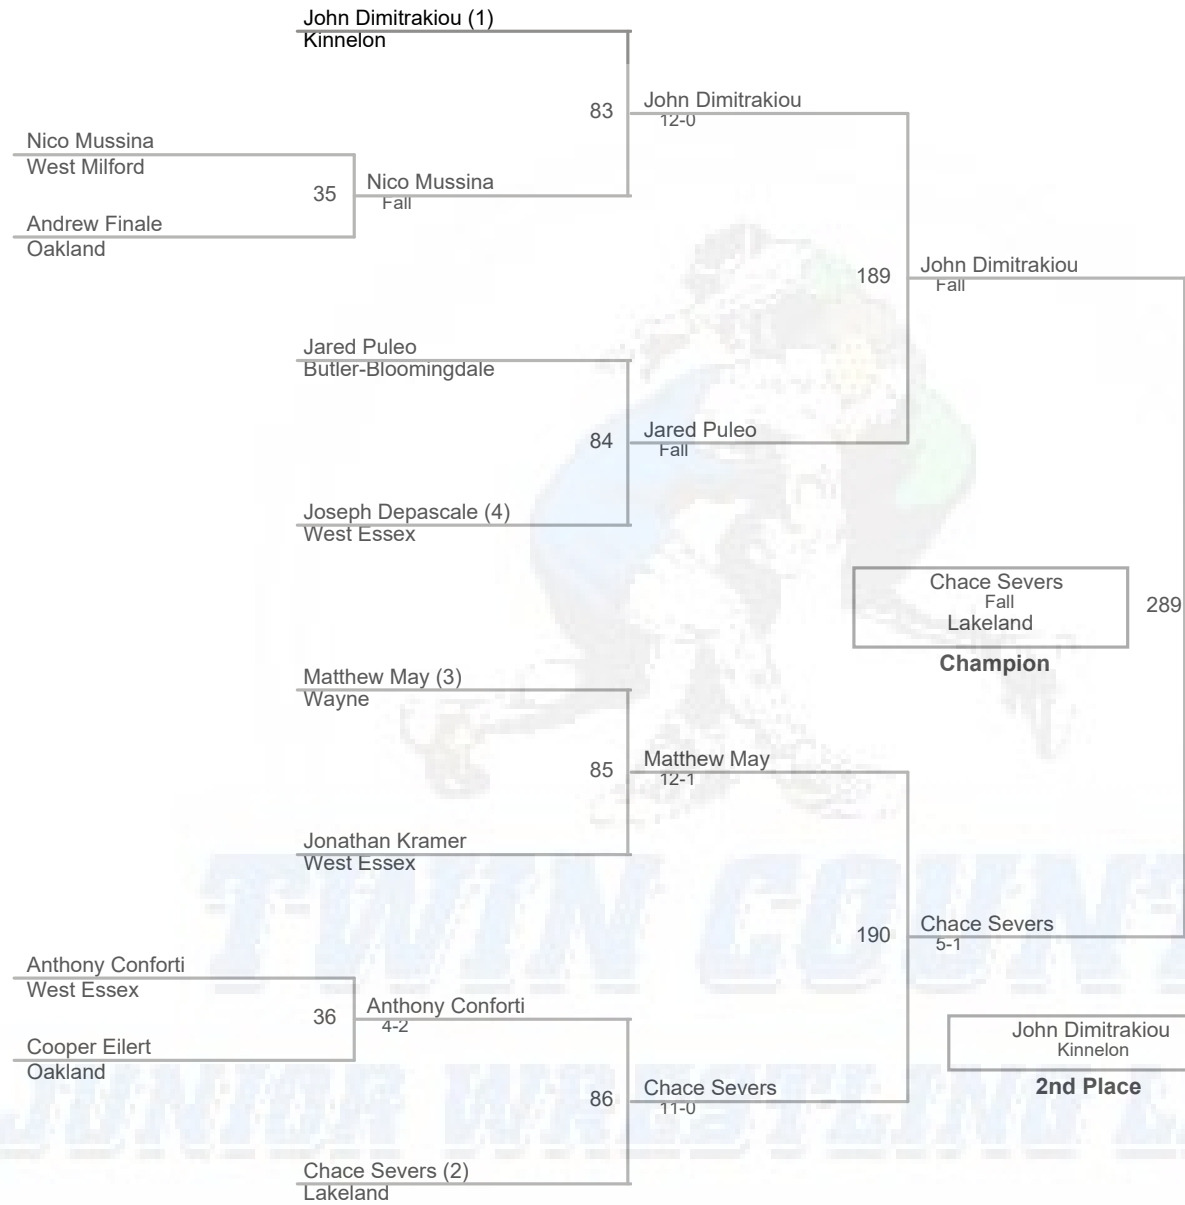 John Dimitrakiou (1)
Kinnelon
83
John Dimitrakiou
12-0
Nico Mussina
West Milford
35
Nico Mussina
Fall
Andrew Finale
Oakland
189
John Dimitrakiou
Fall
Jared Puleo
Butler-Bloomingdale
84
Jared Puleo
Fall
Joseph Depascale (4)
West Essex
Chace Severs
Fall
Lakeland
289
Champion
Matthew May (3)
Wayne
85
Matthew May
12-1
Jonathan Kramer
West Essex
190
Chace Severs
5-1
Anthony Conforti
West Essex
36
Anthony Conforti
4-2
Cooper Eilert
Oakland
John Dimitrakiou
Kinnelon
2nd Place
86
Chace Severs
11-0
Chace Severs (2)
Lakeland
TWIN COUN
JUNIOR WRESTLING